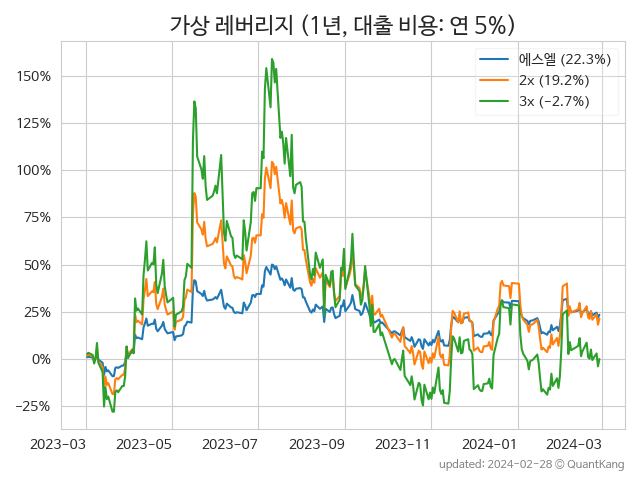 가상 레버리지 (1년, 대출 비용: 연 5%)
에스엘 (22.3%)
2x (19.2%)
3x (−2.7%)
150%
125%
100%
75%
50%
25%
0%
−25%
2023-03 2023-05 2023-07 2023-09 2023-11 2024-01 2024-03
updated: 2024-02-28 © QuantKang